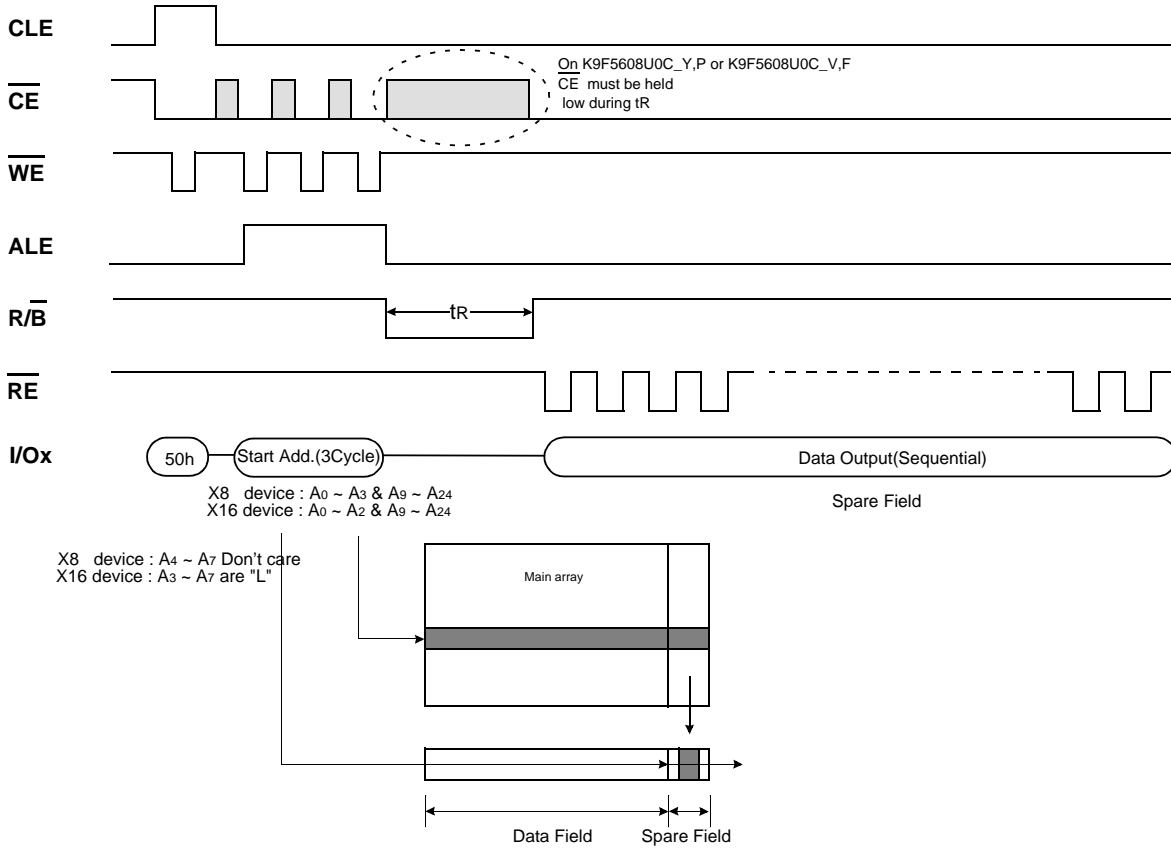 CLE
On K9F5608U0C_Y,P or K9F5608U0C_V,F
CE must be held
low during tR
CE
WE
ALE
R/B
tR
RE
I/Ox
50h
Start Add.(3Cycle)
Data Output(Sequential)
X8 device : A0 ~ A3 & A9 ~ A24
X16 device : A0 ~ A2 & A9 ~ A24
Spare Field
X8 device : A4 ~ A7 Don't care
X16 device : A3 ~ A7 are "L"
Main array
Data Field
Spare Field